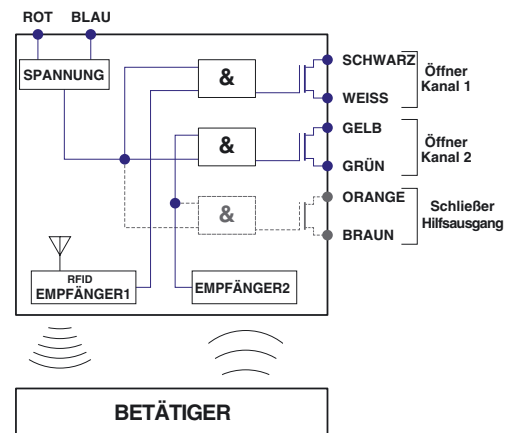 ROT BLAU
SPANNUNG
&
SCHWARZ
WEISS
Öffner
Kanal 1
&
GELB
GRÜN
Öffner
Kanal 2
&
ORANGE
BRAUN
Schließer
Hilfsausgang
RFID
EMPFÄNGER1
EMPFÄNGER2
BETÄTIGER